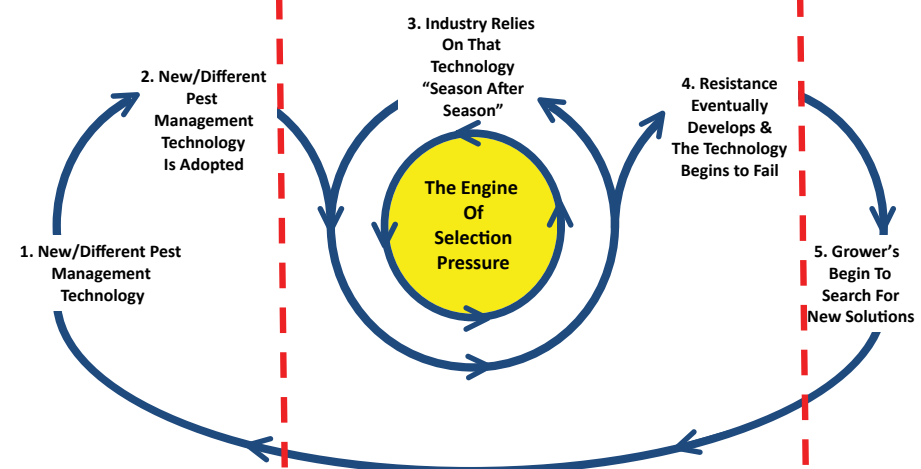 1. New/Different Pest
Management
Technology
2. New/Different
Pest
Management
Technology
Is Adopted
3. Industry Relies
On That
Technology
“Season After
Season”
The Engine
Of
Selection
Pressure
4. Resistance
Eventually
Develops &
The Technology
Begins to Fail
5. Grower's
Begin To
Search For
New Solutions